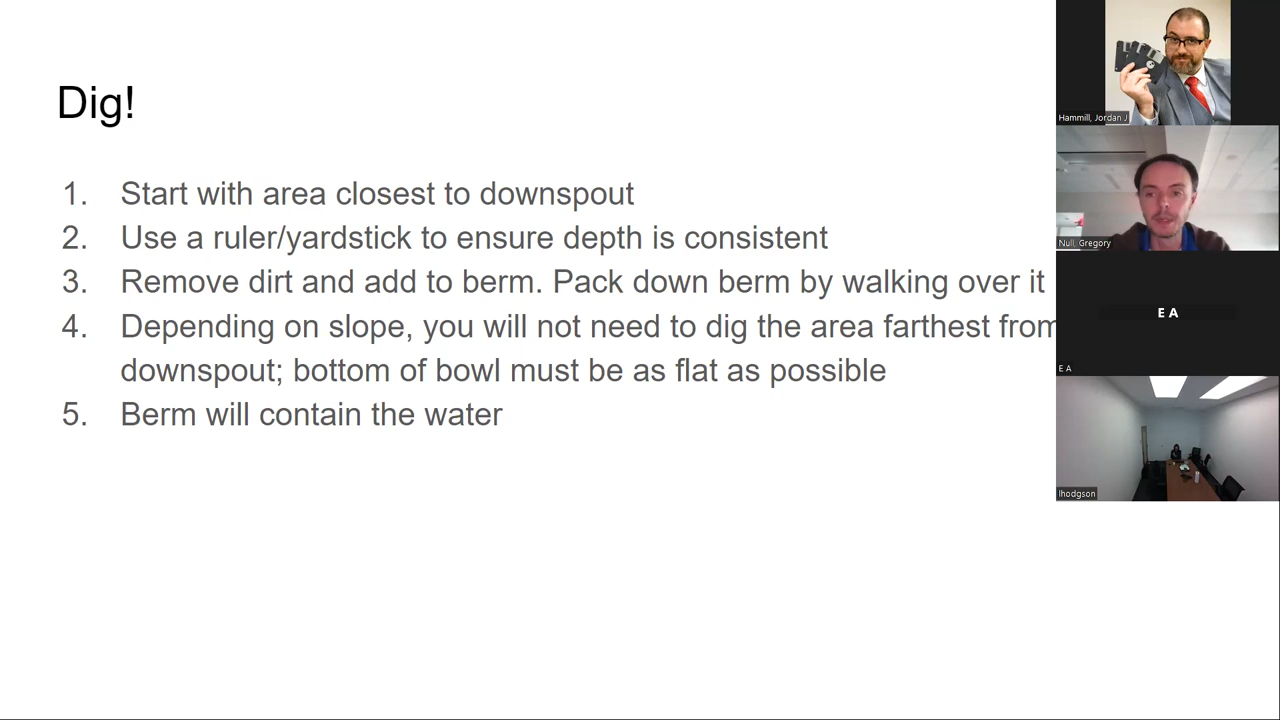 Dig!
1. Start with area closest to downspout
2. Use a ruler/yardstick to ensure depth is consistent
3. Remove dirt and add to berm. Pack down berm by walking over it
4. Depending on slope, you will not need to dig the area farthest from
downspout; bottom of bowl must be as flat as possible
5. Berm will contain the water
Hammill, Jordan J
Null, Gregory
E A
E A
lhodgson